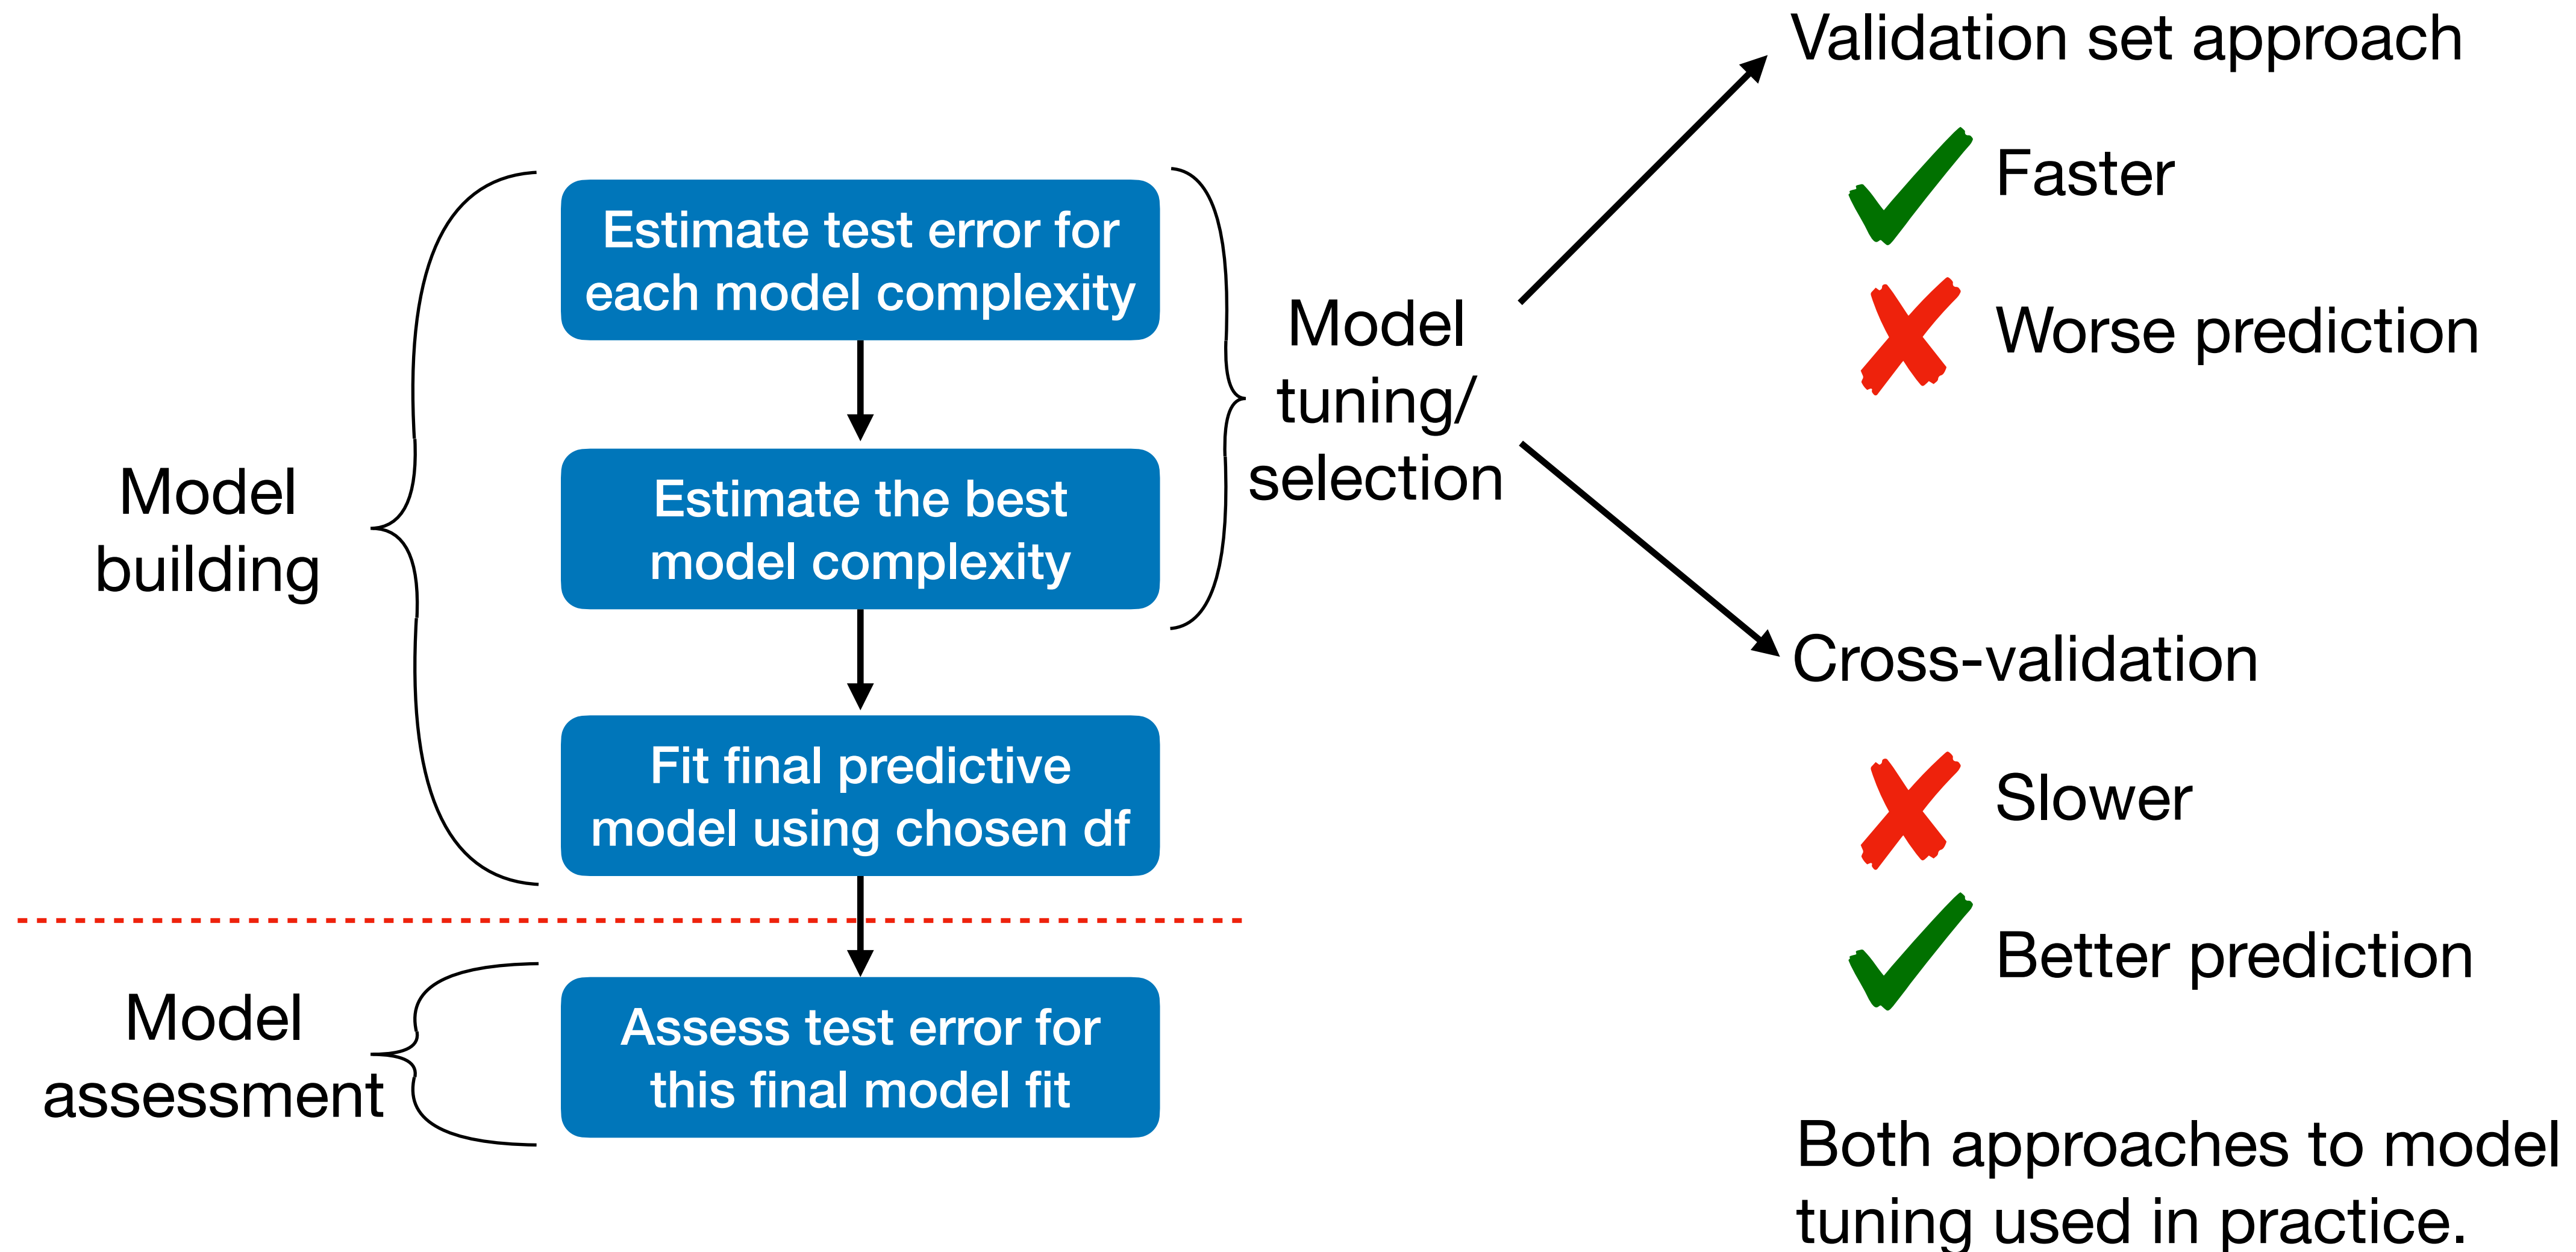 Model
building
Estimate test error for
each model complexity
Estimate the best
model complexity
Fit final predictive
model using chosen df
Model
assessment
Assess test error for
this final model fit
Model
tuning/
selection
Validation set approach
Faster
Worse prediction
Cross-validation
Slower
Better prediction
Both approaches to model
tuning used in practice.